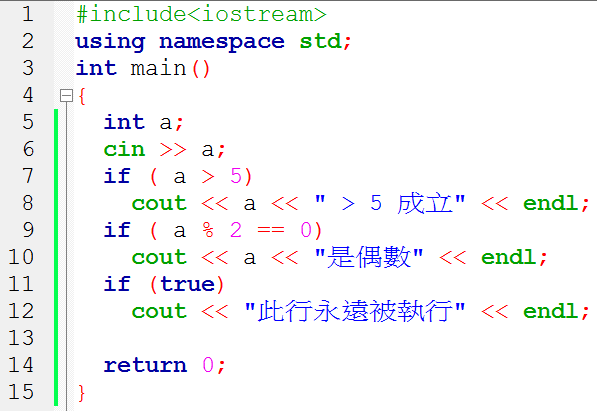 1 #include<iostream>
2 using namespace std;
3 int main()
4 {
5 int a;
6 cin >> a;
7 if ( a > 5)
8 cout << a << " > 5 成立" << endl;
9 if ( a % 2 == 0)
10 cout << a << "是偶數" << endl;
11 if (true)
12 cout << "此行永遠被執行" << endl;
13
14 return 0;
15 }